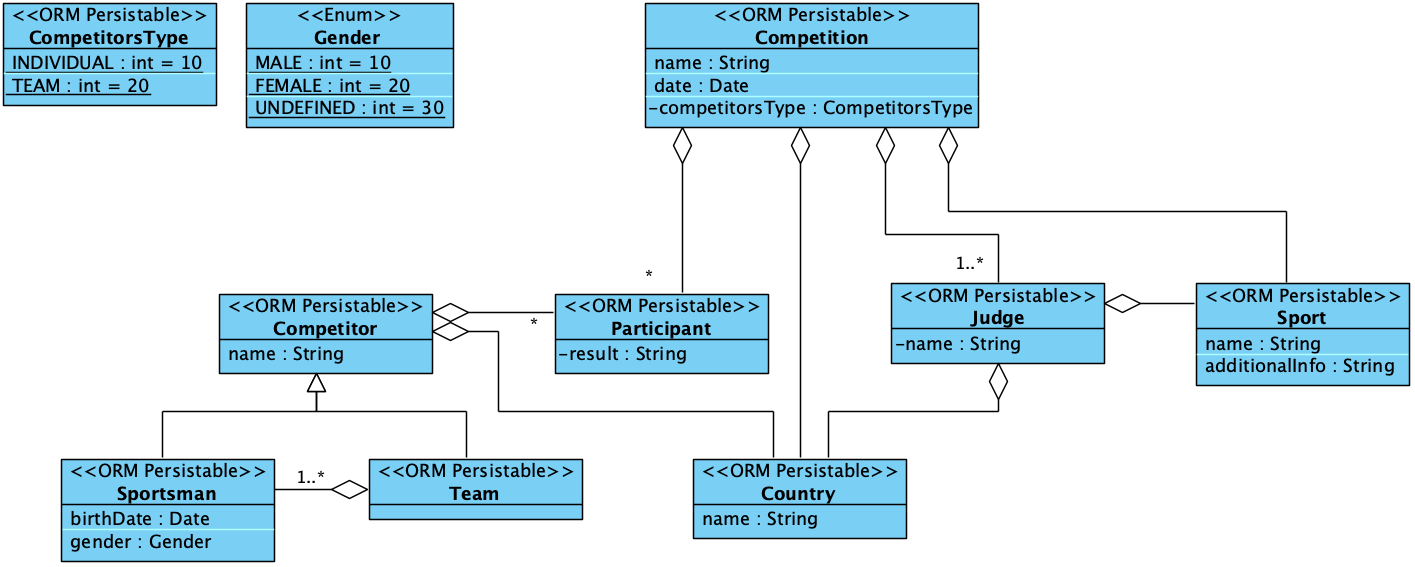 <<ORM Persistable>>
CompetitorsType
INDIVIDUAL : int = 10
TEAM : int = 20
<<Enum>>
Gender
MALE : int = 10
FEMALE : int = 20
UNDEFINED : int = 30
<<ORM Persistable>>
Competition
name : String
date : Date
-competitorsType : CompetitorsType
*
1..*
<<ORM Persistable>>
Competitor
name : String
*
<<ORM Persistable>>
Participant
-result : String
<<ORM Persistable>>
Judge
-name : String
<<ORM Persistable>>
Sport
name : String
additionalInfo : String
<<ORM Persistable>>
Sportsman
birthDate : Date
gender : Gender
1..*
<<ORM Persistable>>
Team
<<ORM Persistable>>
Country
name : String